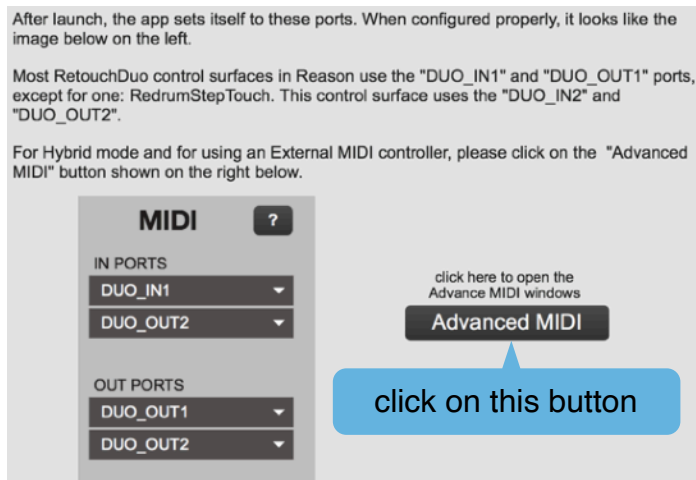 After launch, the app sets itself to these ports. When configured properly, it looks like the
image below on the left.
Most RetouchDuo control surfaces in Reason use the "DUO_IN1" and "DUO_OUT1" ports,
except for one: RedrumStepTouch. This control surface uses the "DUO_IN2" and
"DUO_OUT2".
For Hybrid mode and for using an External MIDI controller, please click on the "Advanced
MIDI" button shown on the right below.
MIDI ?
IN PORTS
DUO_IN1
DUO_OUT2
OUT PORTS
DUO_OUT1
DUO_OUT2
click here to open the
Advance MIDI windows
Advanced MIDI
click on this button